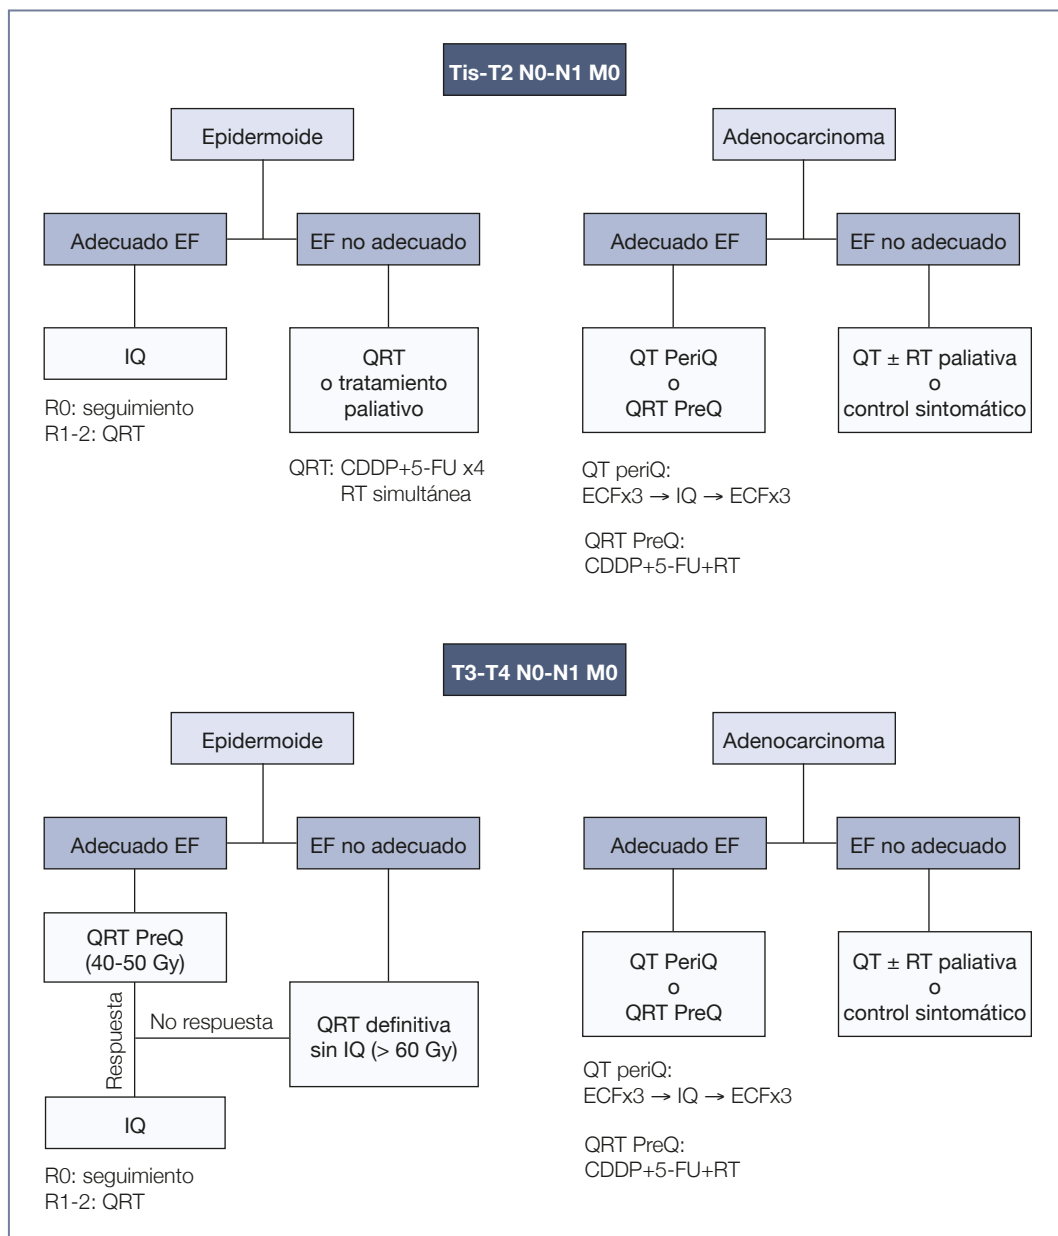 Tis-T2 N0-N1 M0
Epidermoide
Adenocarcinoma
Adecuado EF
EF no adecuado
Adecuado EF
EF no adecuado
IQ
QRT
o tratamiento
paliativo
QT PeriQ
o
QRT PreQ
QT ± RT paliativa
o
control sintomático
R0: seguimiento
R1-2: QRT
QRT: CDDP+5-FU x4
RT simultánea
QT periQ:
ECFx3 → IQ → ECFx3
QRT PreQ:
CDDP+5-FU+RT
T3-T4 N0-N1 M0
Epidermoide
Adenocarcinoma
Adecuado EF
EF no adecuado
Adecuado EF
EF no adecuado
QRT PreQ
(40-50 Gy)
Respuesta
No respuesta
QRT definitiva
sin IQ (> 60 Gy)
QT PeriQ
o
QRT PreQ
QT ± RT paliativa
o
control sintomático
IQ
R0: seguimiento
R1-2: QRT
QT periQ:
ECFx3 → IQ → ECFx3
QRT PreQ:
CDDP+5-FU+RT